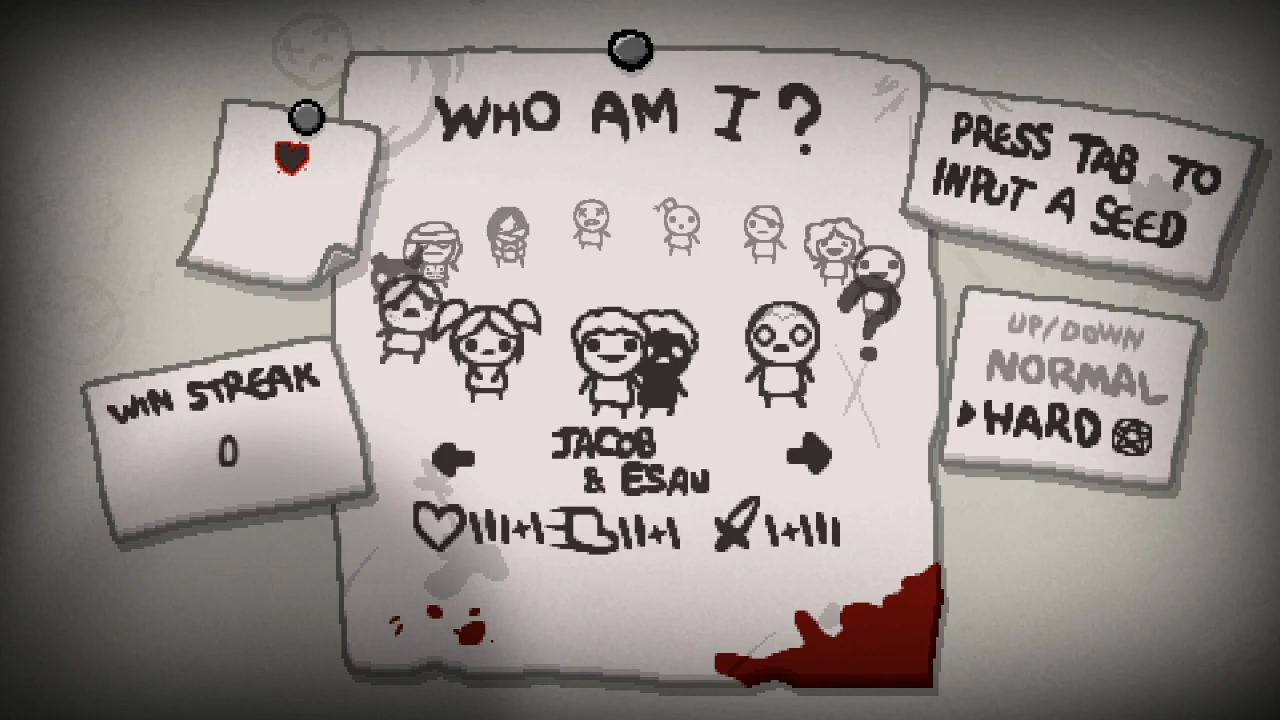 WHO AM I?
PRESS TAB TO
INPUT A SEED
WIN STREAK
0
UP/DOWN
NORMAL
HARD
JACOB
& ESAU
|||+| ||+| |+|||